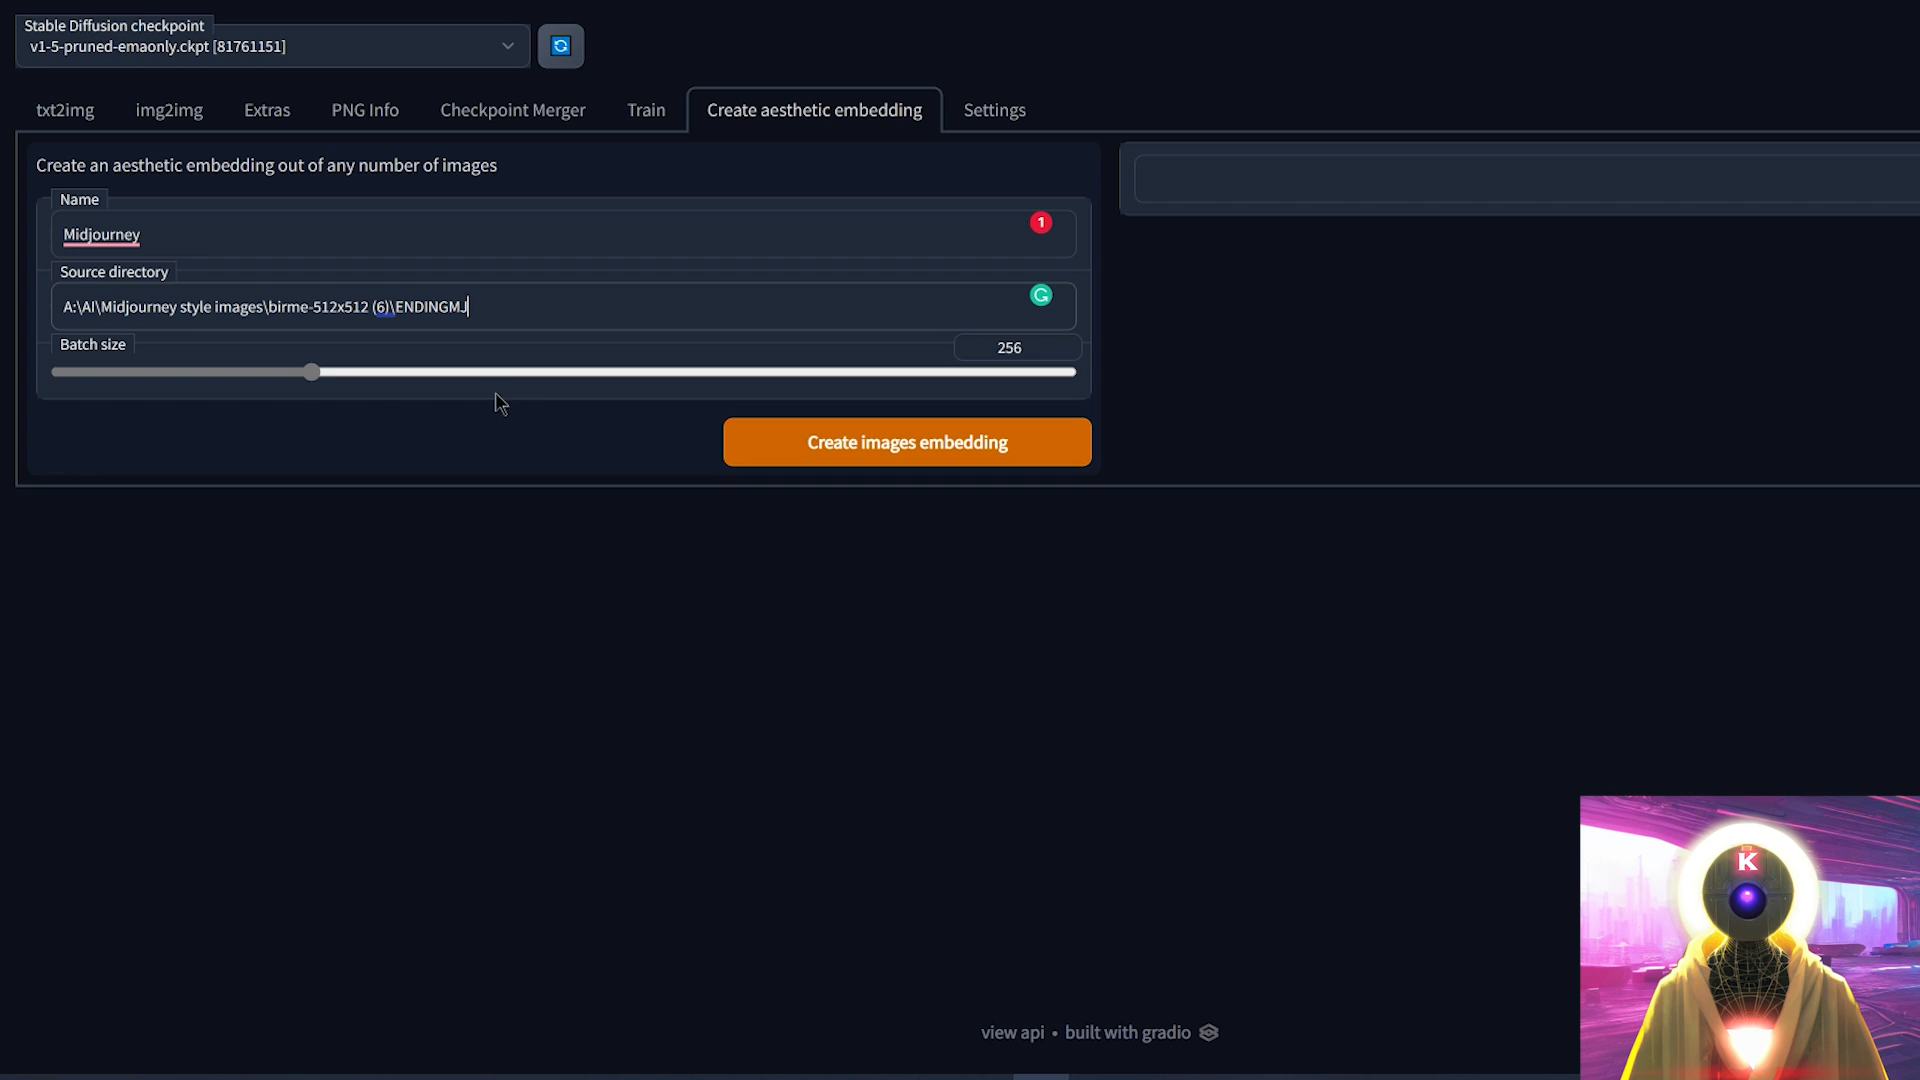 Stable Diffusion checkpoint
v1-5-pruned-emaonly.ckpt [81761151]
txt2img img2img Extras PNG Info Checkpoint Merger Train Create aesthetic embedding Settings
Create an aesthetic embedding out of any number of images
Name
1
Midjourney
Source directory
A:\AI\Midjourney style images\birme-512x512 (6)\ENDINGMJ
Batch size
256
Create images embedding
K
view api • built with gradio